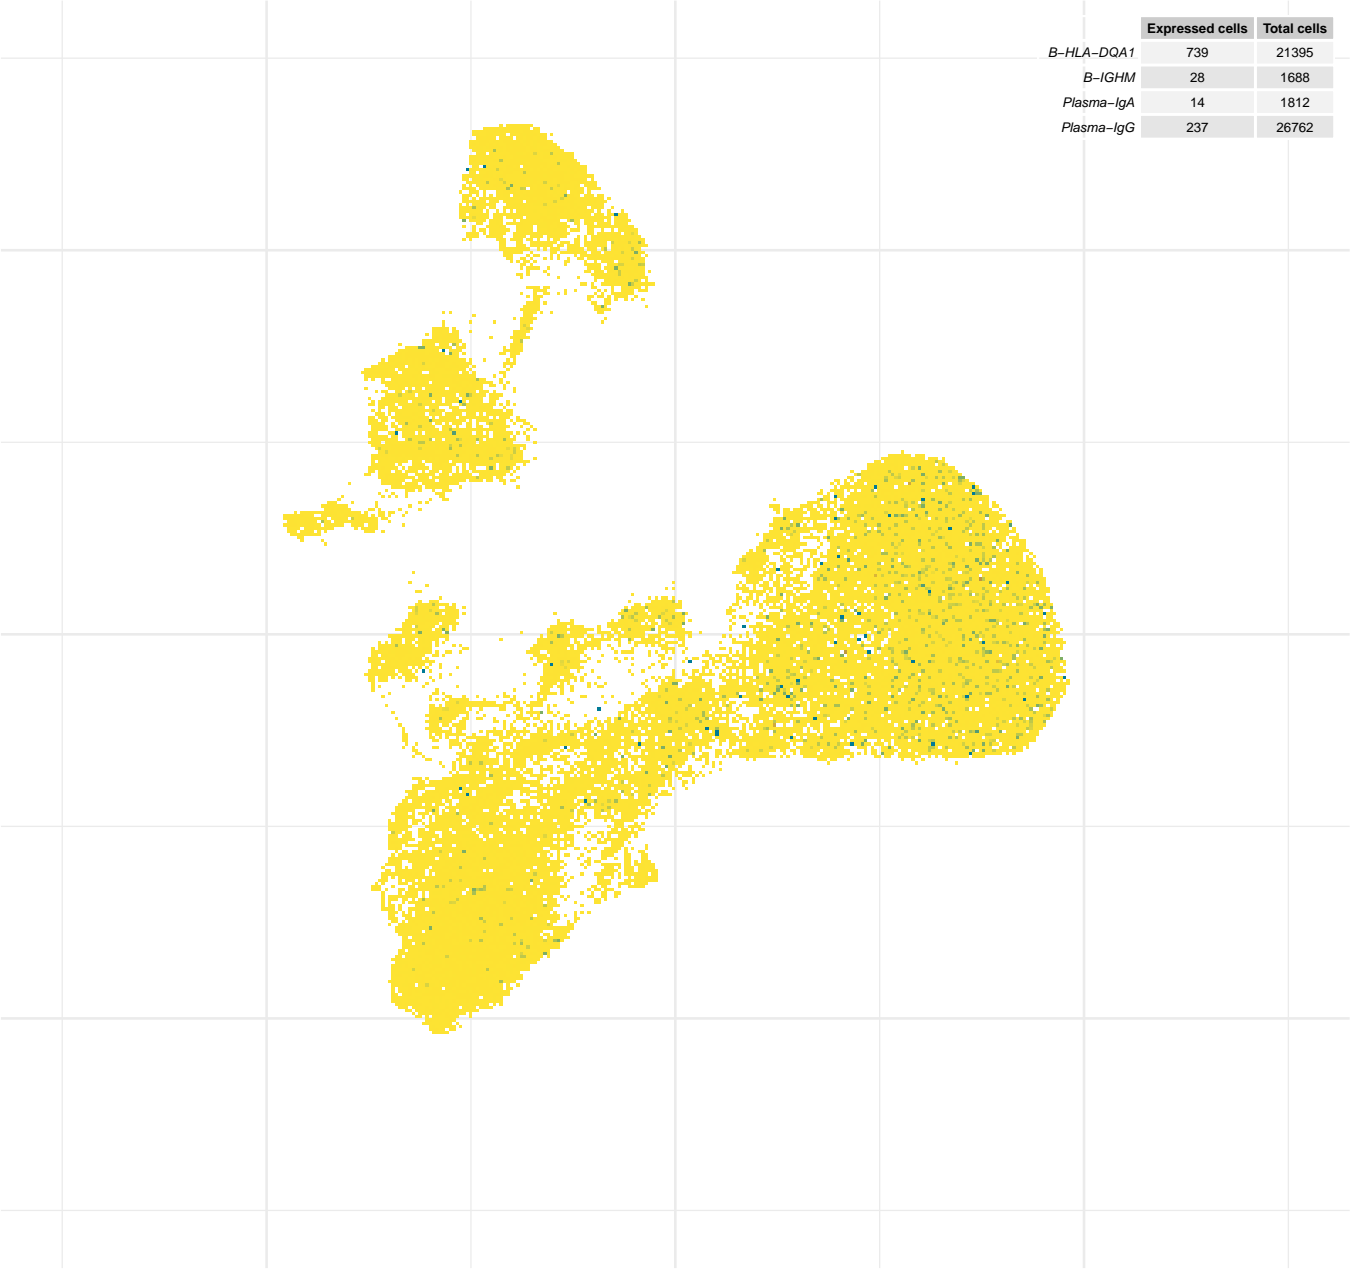 Expressed cells Total cells
B−HLA−DQA1 739 21395
B−IGHM 28 1688
Plasma−IgA 14 1812
Plasma−IgG 237 26762